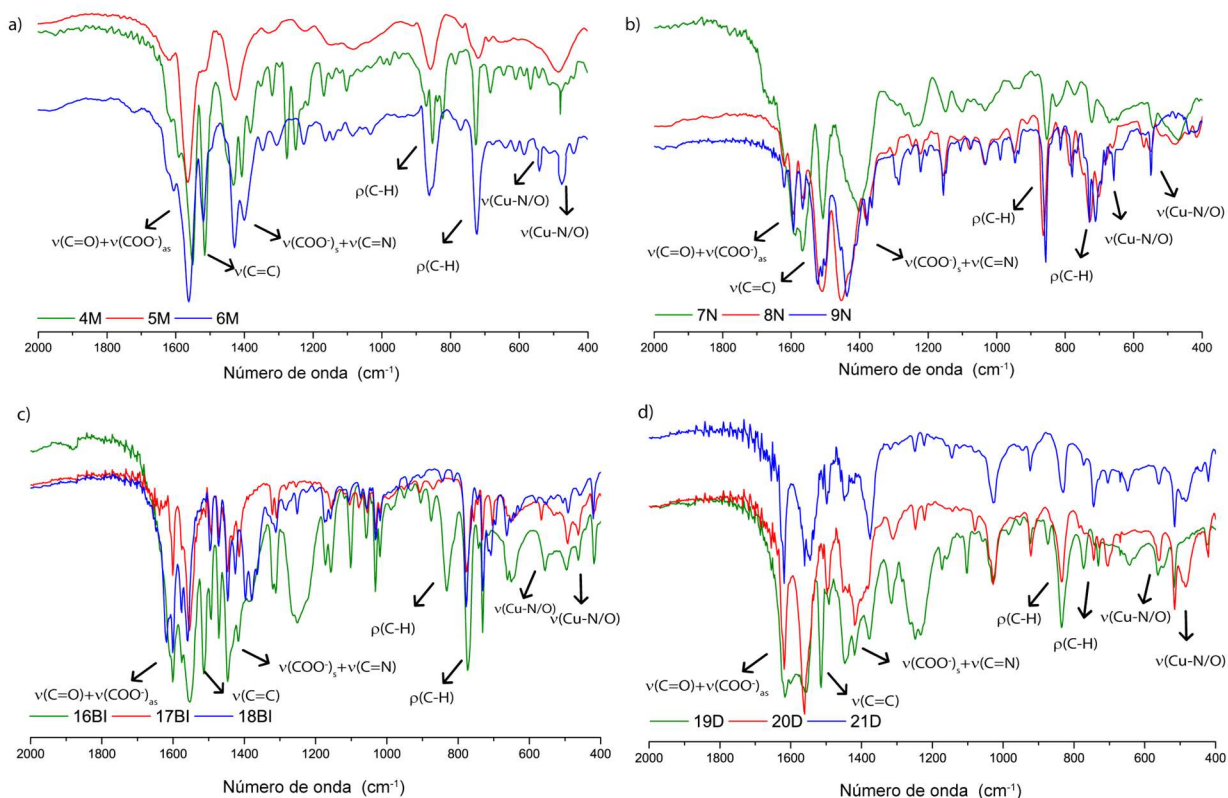 a)
ρ(C-H)
ν(Cu-N/O)
ν(Cu-N/O)
ν(C=O)+ν(COO⁻)as
ν(COO⁻)s+ν(C=N)
ρ(C-H)
ν(C=C)
4M 5M 6M
2000 1600 1400 1200 1000 800 600 400
Número de onda (cm⁻¹)
b)
ρ(C-H)
ν(Cu-N/O)
ν(Cu-N/O)
ν(C=O)+ν(COO⁻)as
ν(COO⁻)s+ν(C=N)
ρ(C-H)
ν(C=C)
7N 8N 9N
2000 1600 1400 1200 1000 800 600 400
Número de onda (cm⁻¹)
c)
ρ(C-H)
ν(Cu-N/O)
ν(Cu-N/O)
ν(COO⁻)s+ν(C=N)
ρ(C-H)
ν(C=O)+ν(COO⁻)as
ν(C=C)
16BI 17BI 18BI
2000 1600 1400 1200 1000 800 600 400
Número de onda (cm⁻¹)
d)
ρ(C-H)
ν(Cu-N/O)
ρ(C-H)
ν(COO⁻)s+ν(C=N)
ν(Cu-N/O)
ν(C=O)+ν(COO⁻)as
ν(C=C)
19D 20D 21D
2000 1600 1400 1200 1000 800 600 400
Número de onda (cm⁻¹)